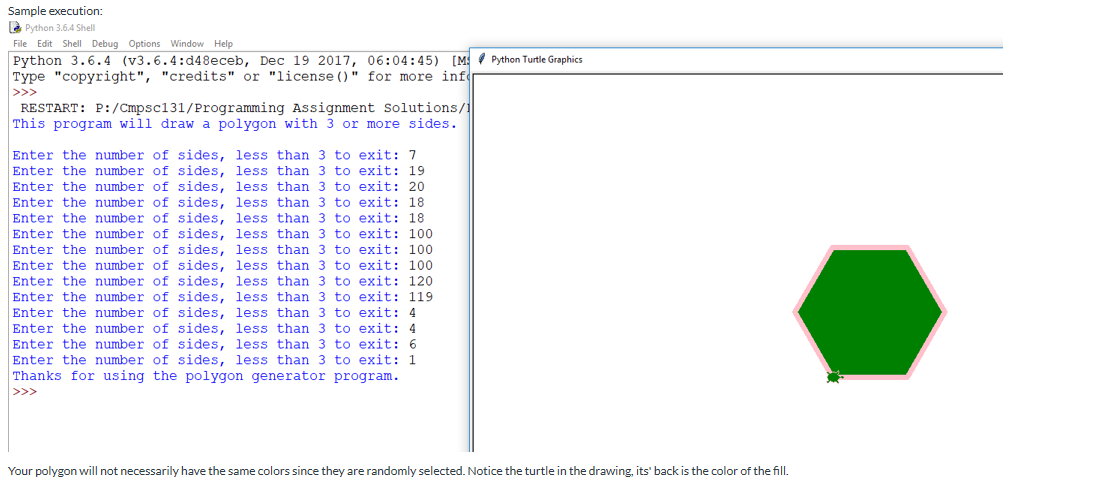 Sample execution:
Python 3.6.4 Shell
File Edit Shell Debug Options Window Help
Python 3.6.4 (v3.6.4:d48eceb, Dec 19 2017, 06:04:45) [MS
Type "copyright", "credits" or "license()" for more info
>>>
RESTART: P:/Cmpsc131/Programming Assignment Solutions/
This program will draw a polygon with 3 or more sides.
Enter the number of sides, less than 3 to exit: 7
Enter the number of sides, less than 3 to exit: 19
Enter the number of sides, less than 3 to exit: 20
Enter the number of sides, less than 3 to exit: 18
Enter the number of sides, less than 3 to exit: 18
Enter the number of sides, less than 3 to exit: 100
Enter the number of sides, less than 3 to exit: 100
Enter the number of sides, less than 3 to exit: 100
Enter the number of sides, less than 3 to exit: 120
Enter the number of sides, less than 3 to exit: 119
Enter the number of sides, less than 3 to exit: 4
Enter the number of sides, less than 3 to exit: 4
Enter the number of sides, less than 3 to exit: 6
Enter the number of sides, less than 3 to exit: 1
Thanks for using the polygon generator program.
>>>
Python Turtle Graphics
Your polygon will not necessarily have the same colors since they are randomly selected. Notice the turtle in the drawing, its' back is the color of the fill.